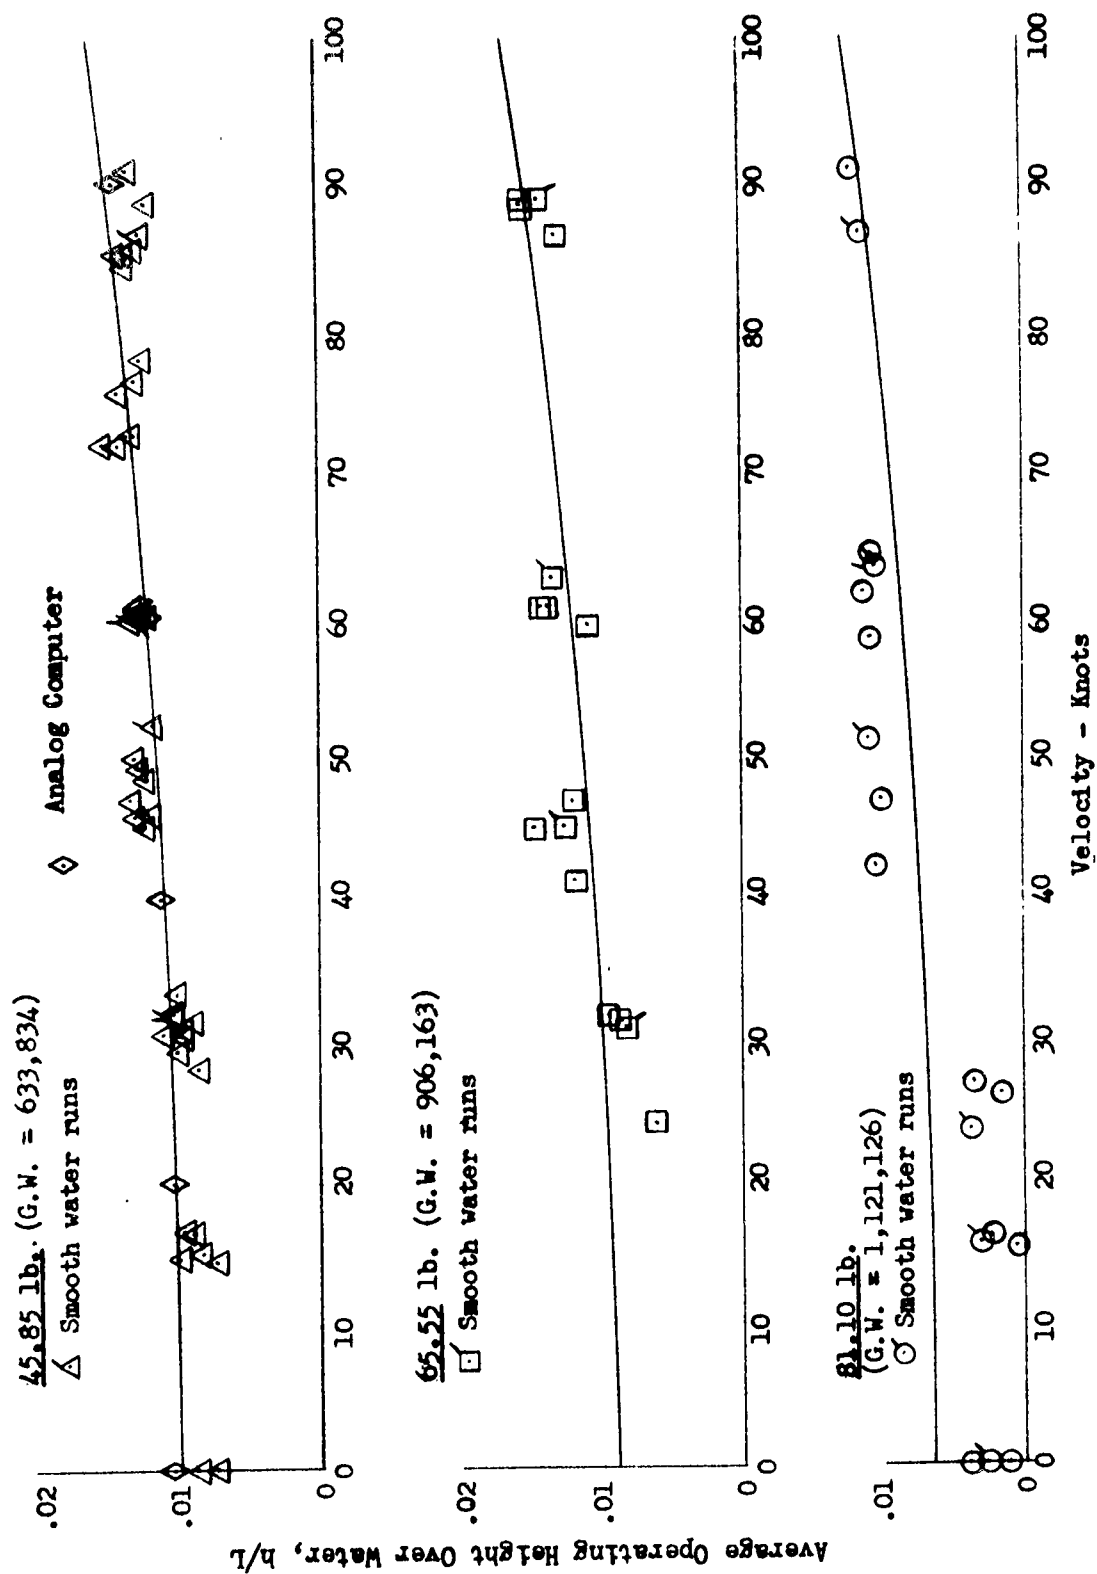 45.85 lb. (G.W. = 633,834)
Smooth water runs
Analog Computer
.02
.01
0
0 10 20 30 40 50 60 70 80 90 100
65.55 lb. (G.W. = 906,163)
Smooth water runs
.02
.01
0 10 20 30 40 50 60 70 80 90 100
81.10 lb.
(G.W. = 1,121,126)
Smooth water runs
.01
0
0 10 20 30 40 50 60 70 80 90 100
Velocity - Knots
Average Operating Height Over Water, h/L